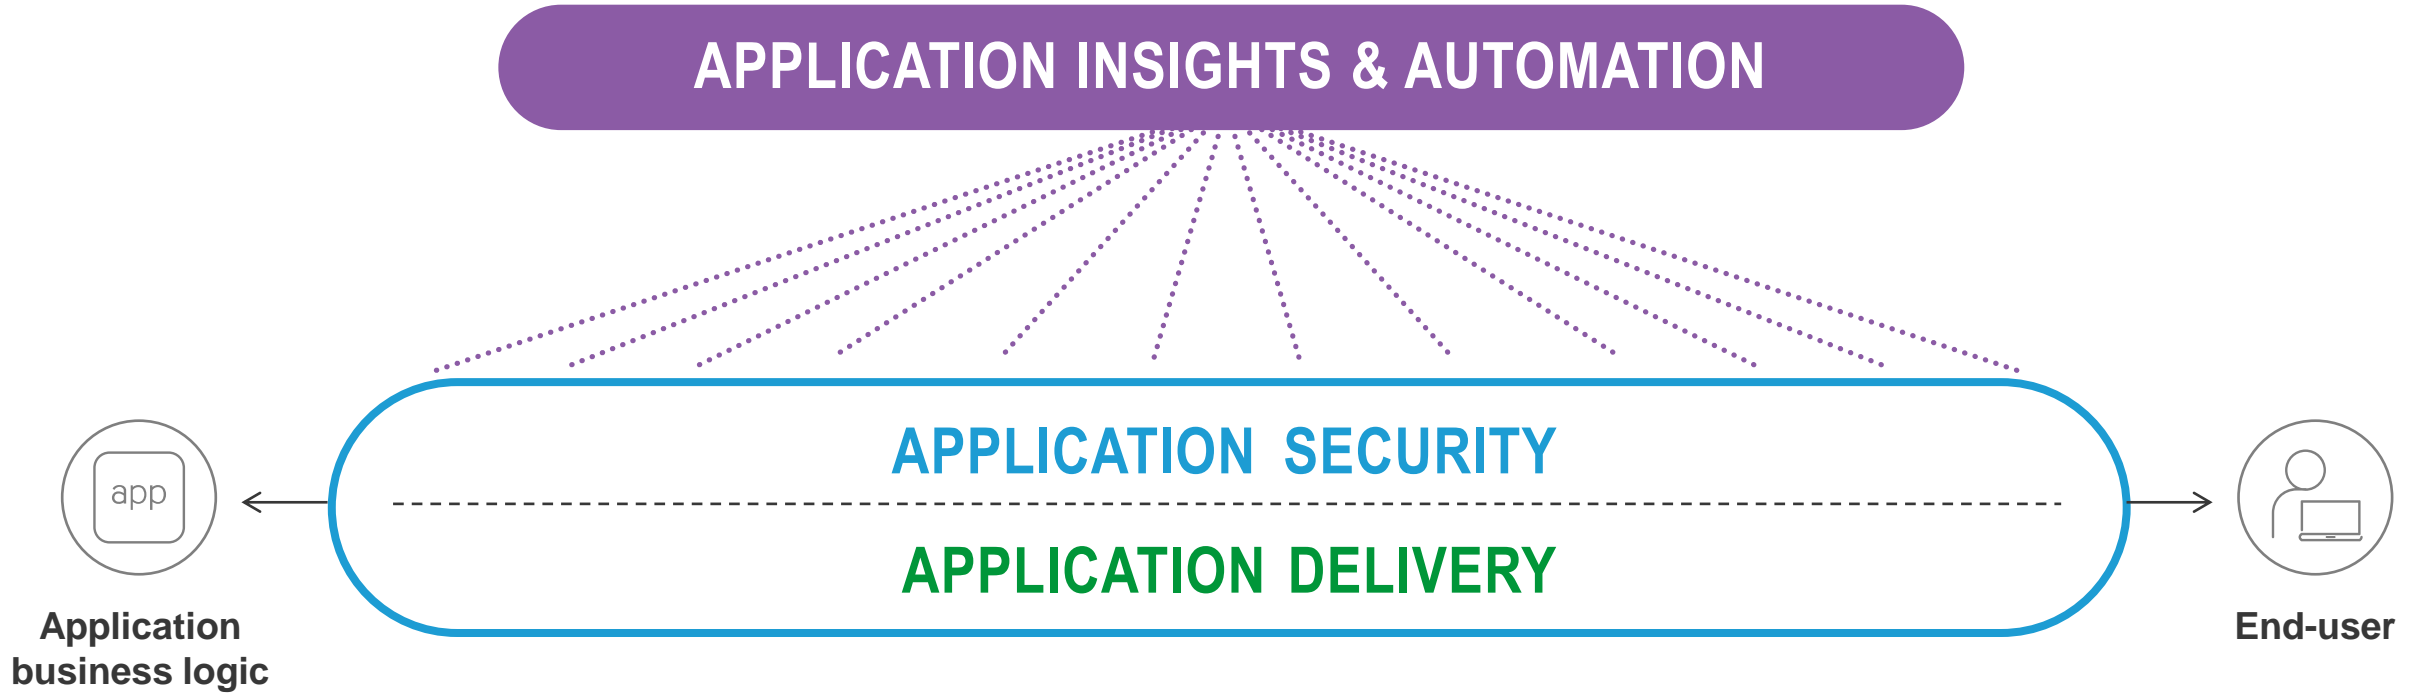 APPLICATION INSIGHTS & AUTOMATION
APPLICATION SECURITY
app
APPLICATION DELIVERY
Application
business logic
End-user